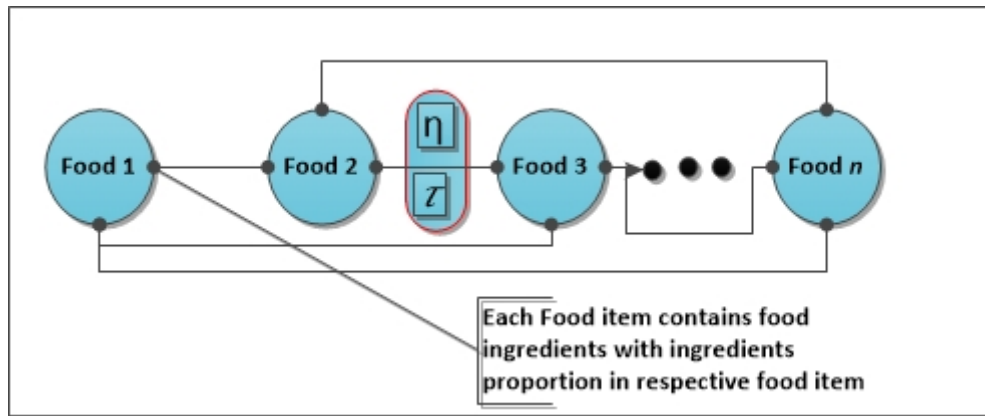 Food 1
Food 2
η
τ
Food 3
Food n
Each Food item contains food
ingredients with ingredients
proportion in respective food item